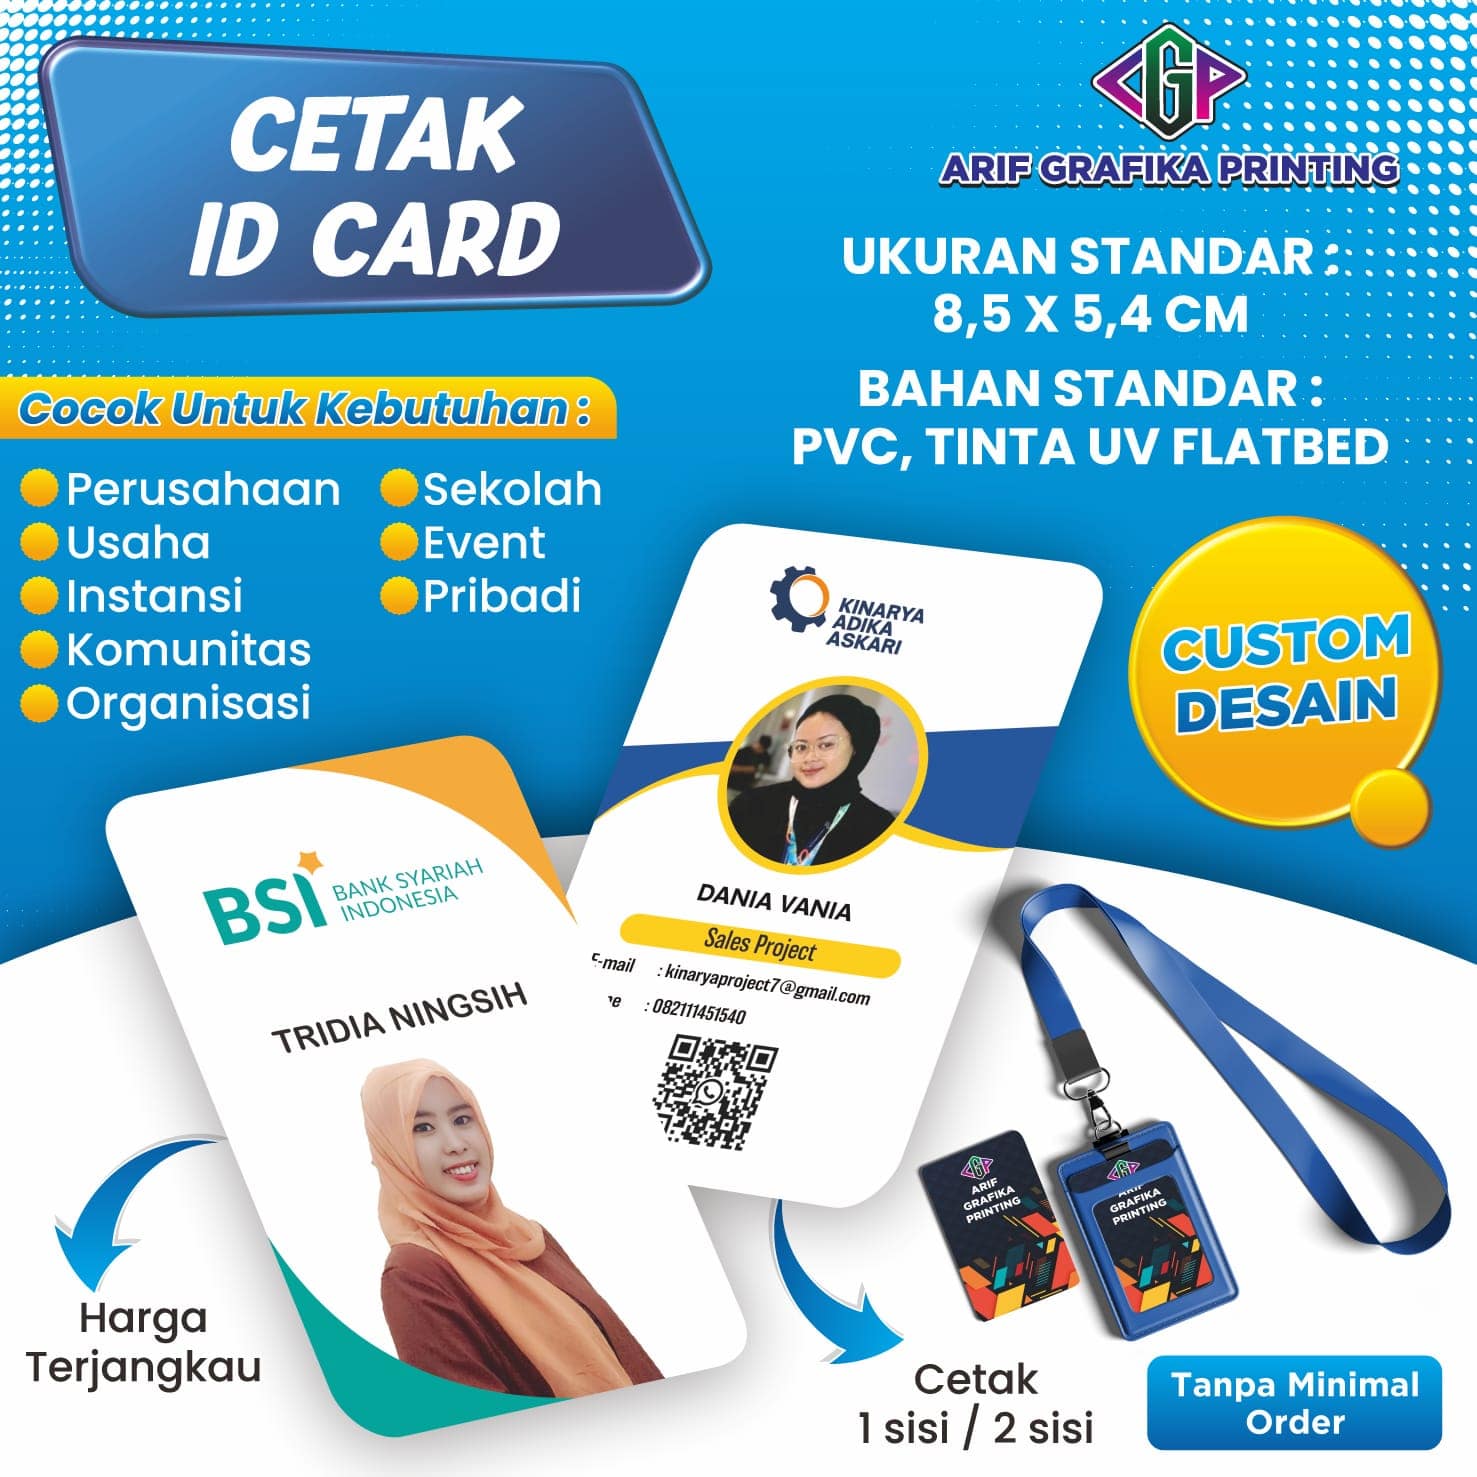 CETAK
ID CARD
GP
ARIF GRAFIKA PRINTING
UKURAN STANDAR :
8,5 X 5,4 CM
BAHAN STANDAR :
PVC, TINTA UV FLATBED
Cocok Untuk Kebutuhan :
Perusahaan
Usaha
Instansi
Komunitas
Organisasi
Sekolah
Event
Pribadi
CUSTOM
DESAIN
KINARYA
ADIKA
ASKARI
DANIA VANIA
Sales Project
E-mail : kinaryaproject7@gmail.com
: 082111451540
BSI BANK SYARIAH
INDONESIA
TRIDIA NINGSIH
ARIF
GRAFIKA
PRINTING
ARIF
GRAFIKA
PRINTING
Harga
Terjangkau
Cetak
1 sisi / 2 sisi
Tanpa Minimal
Order